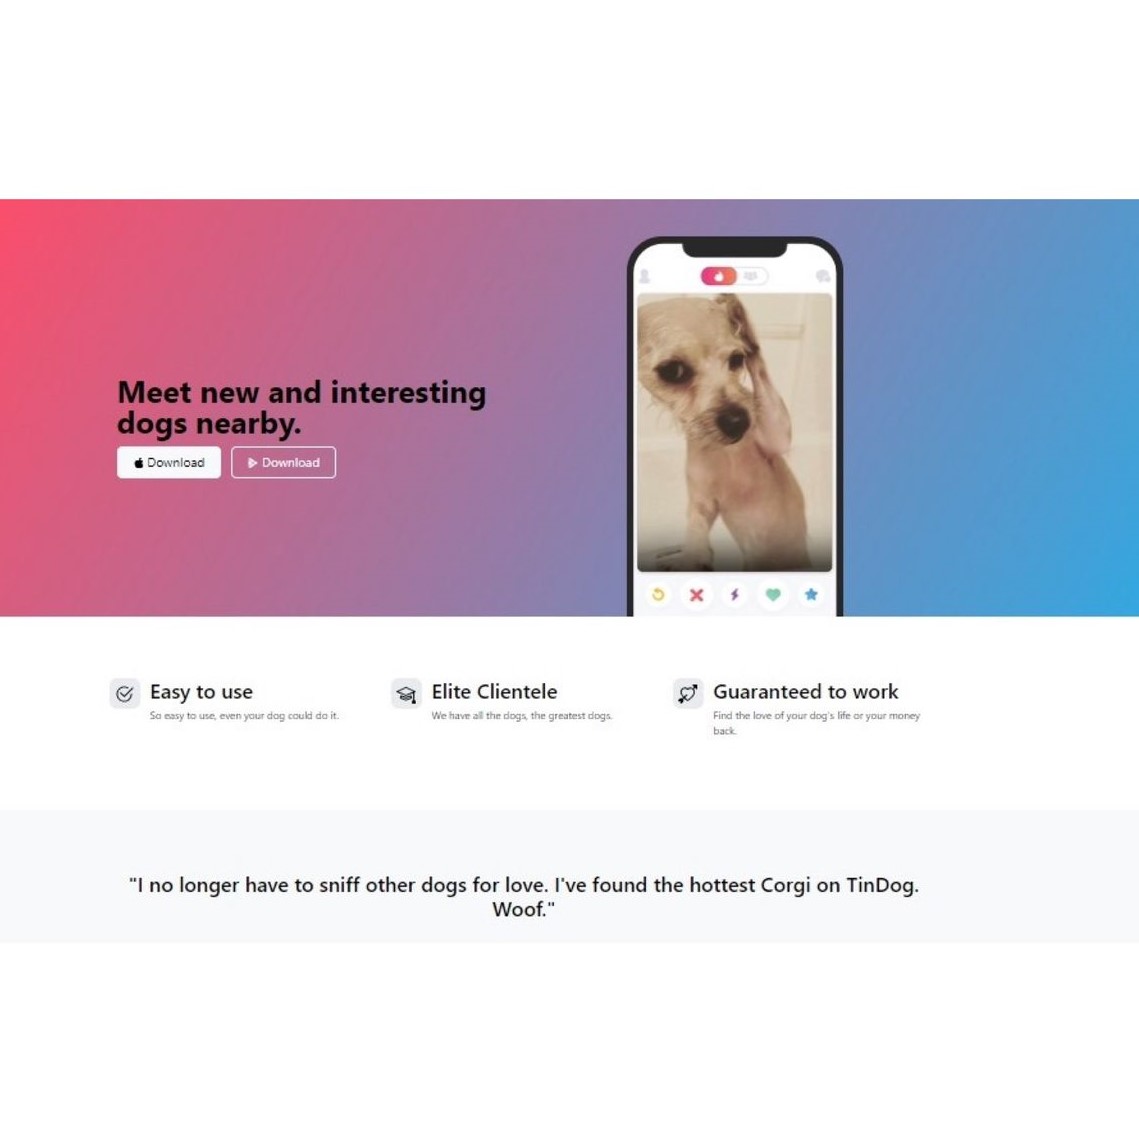 Meet new and interesting
dogs nearby.
Download
Download
Easy to use
So easy to use, even your dog could do it.
Elite Clientele
We have all the dogs, the greatest dogs.
Guaranteed to work
Find the love of your dog's life or your money
back.
"I no longer have to sniff other dogs for love. I've found the hottest Corgi on TinDog.
Woof."